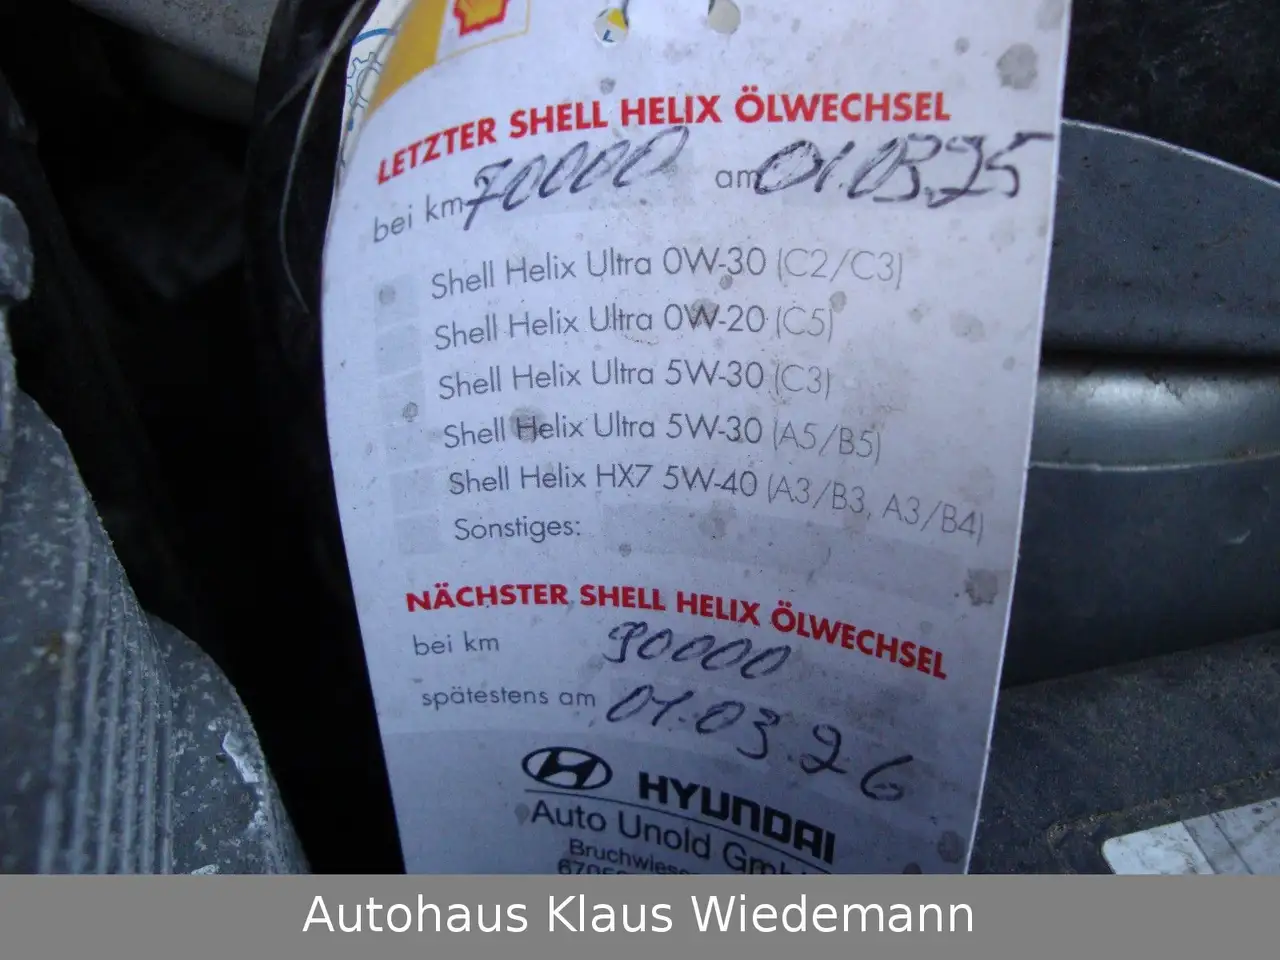 LETZTER SHELL HELIX ÖLWECHSEL
bei km 70000 am 01.03.25
Shell Helix Ultra 0W-30 (C2/C3)
Shell Helix Ultra 0W-20 (C5)
Shell Helix Ultra 5W-30 (C3)
Shell Helix Ultra 5W-30 (A5/B5)
Shell Helix HX7 5W-40 (A3/B3, A3/B4)
Sonstiges:
NÄCHSTER SHELL HELIX ÖLWECHSEL
bei km 90000
spätestens am 01.03.26
HYUNDAI
Auto Unold GmbH
Autohaus Klaus Wiedemann